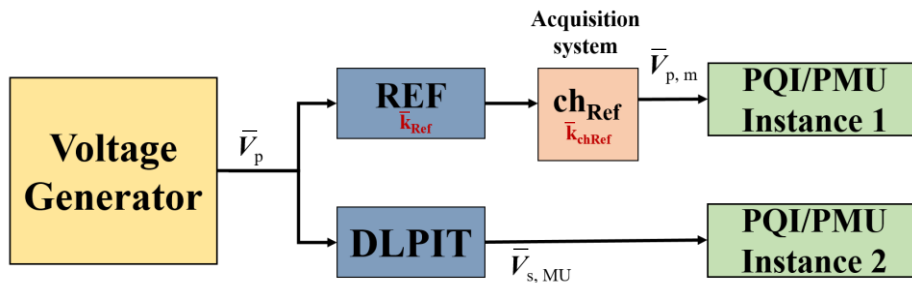 Acquisition
system
Voltage
Generator
V̅p
REF
k̅Ref
chRef
k̅chRef
V̅p, m
PQI/PMU
Instance 1
DLPIT
V̅s, MU
PQI/PMU
Instance 2